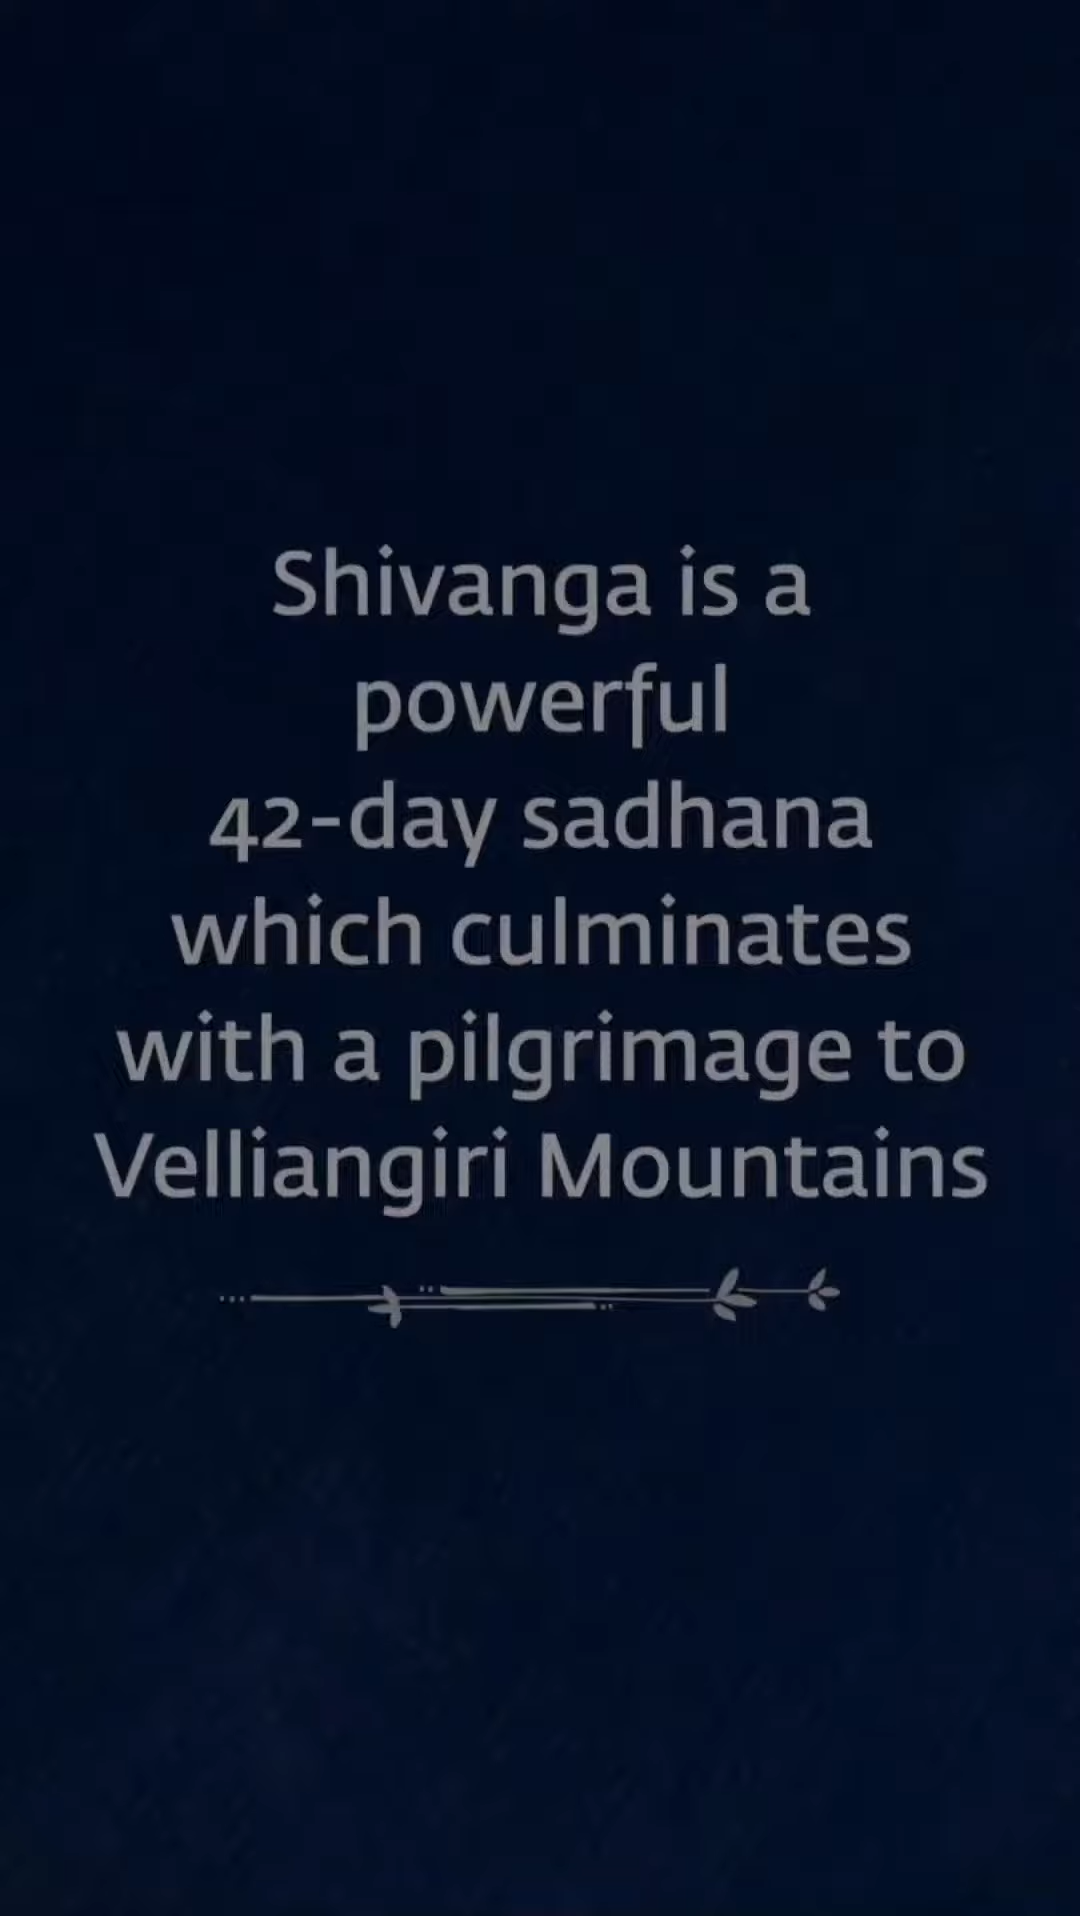 Shivanga is a
powerful
42-day sadhana
which culminates
with a pilgrimage to
Velliangiri Mountains